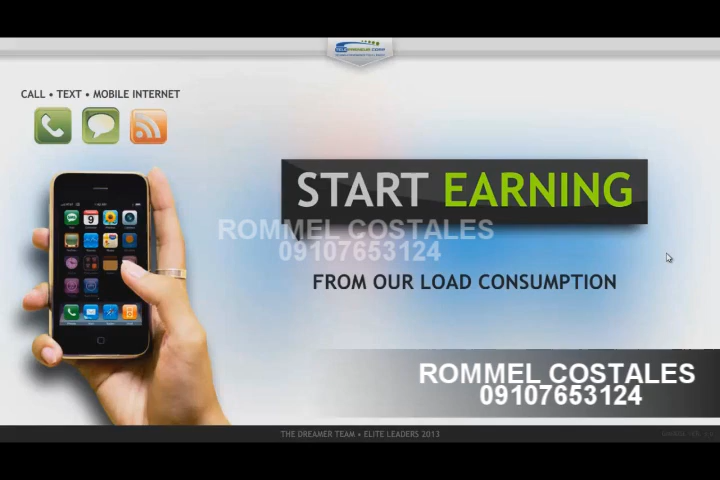 CALL • TEXT • MOBILE INTERNET
START EARNING
ROMMEL COSTALES
09107653124
FROM OUR LOAD CONSUMPTION
ROMMEL COSTALES
09107653124
THE DREAMER TEAM • ELITE LEADERS 2013